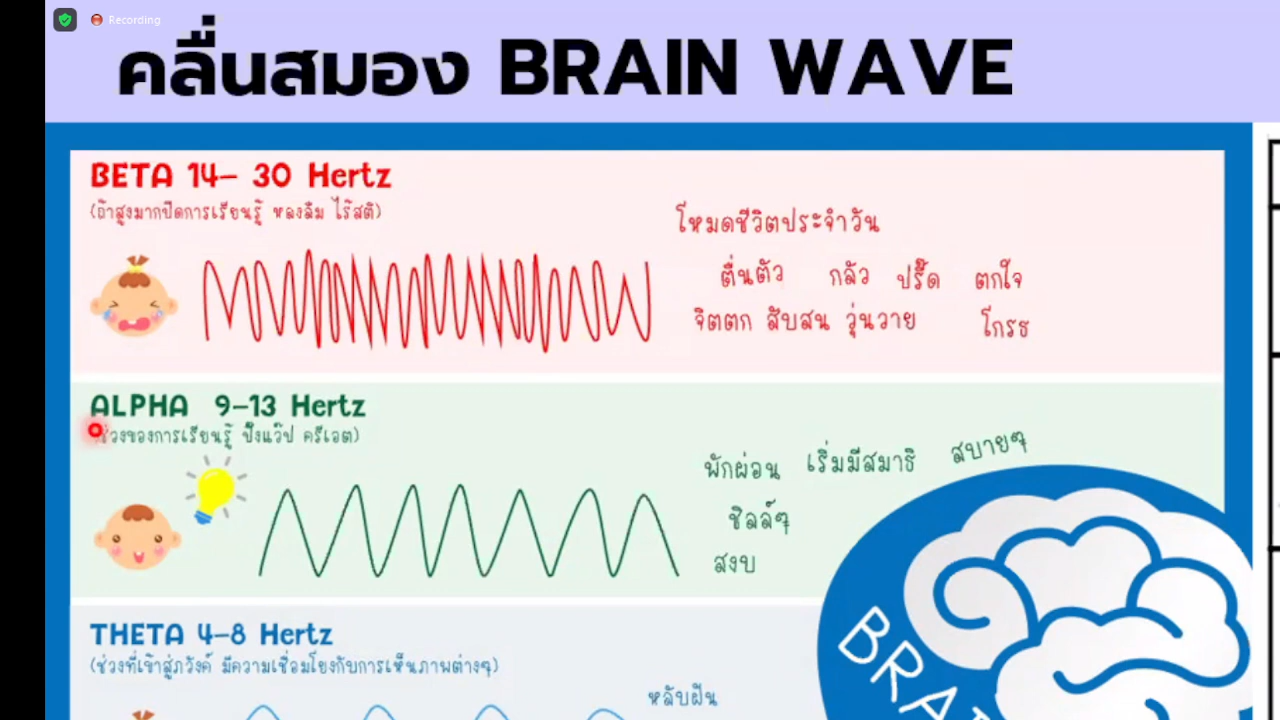 Recording
คลื่นสมอง BRAIN WAVE
BETA 14– 30 Hertz
(ถ้าสูงมากปิดการเรียนรู้ หลงลืม ไร้สติ)
โหมดชีวิตประจำวัน
ตื่นตัว กลัว ปรี๊ด ตกใจ
จิตตก สับสน วุ่นวาย โกรธ
ALPHA 9–13 Hertz
(ช่วงของการเรียนรู้ ปิ๊งแว๊ป ครีเอต)
พักผ่อน เริ่มมีสมาธิ สบายๆ
ชิลล์ๆ
สงบ
THETA 4–8 Hertz
(ช่วงที่เข้าสู่ภวังค์ มีความเชื่อมโยงกับการเห็นภาพต่างๆ)
หลับฝัน